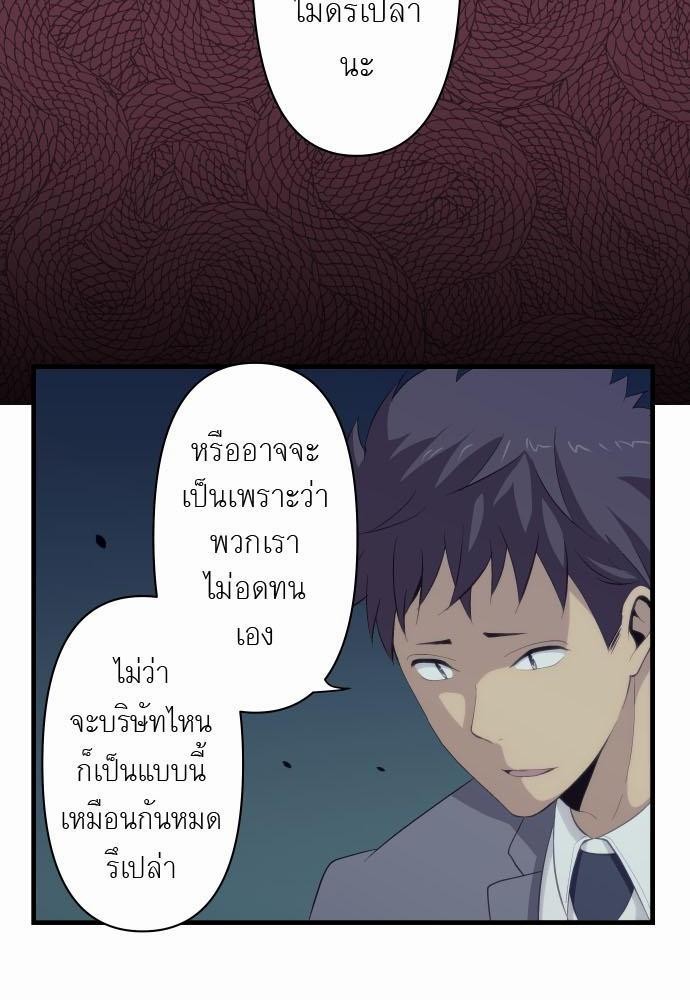 ไม่ดีรึเปล่า
นะ
หรืออาจจะ
เป็นเพราะว่า
พวกเรา
ไม่อดทน
เอง
ไม่ว่า
จะบริษัทไหน
ก็เป็นแบบนี้
เหมือนกันหมด
รึเปล่า